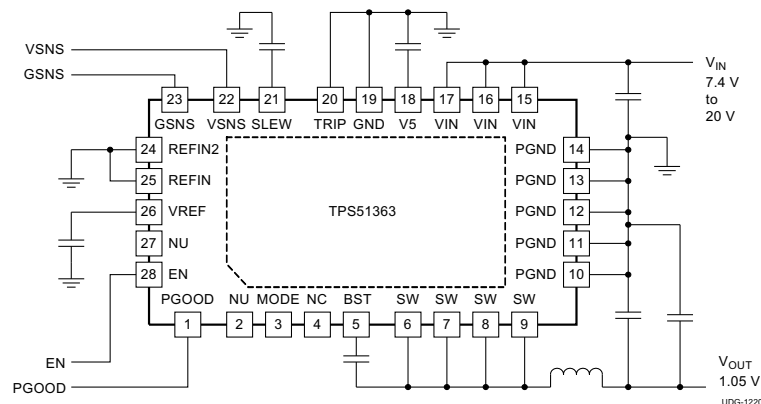 VSNS
GSNS
23 22 21 20 19 18 17 16 15
GSNS VSNS SLEW TRIP GND V5 VIN VIN VIN
VIN
7.4 V
to
20 V
24 REFIN2
25 REFIN
26 VREF
27 NU
28 EN
TPS51363
PGND 14
PGND 13
PGND 12
PGND 11
PGND 10
PGOOD NU MODE NC BST SW SW SW SW
1 2 3 4 5 6 7 8 9
EN
PGOOD
VOUT
1.05 V